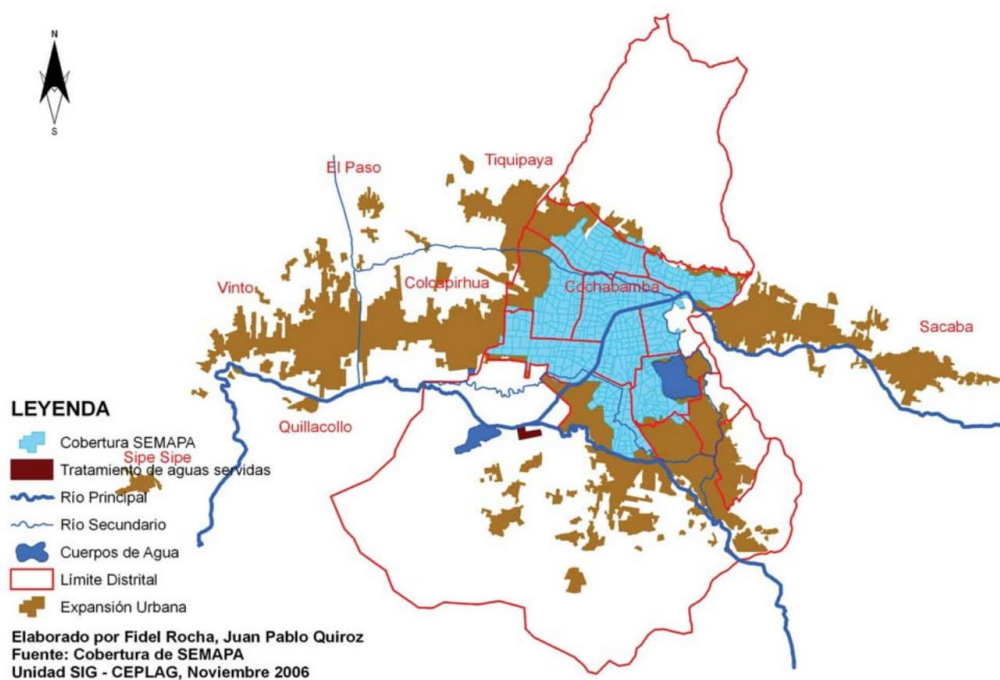 N
S
El Paso
Tiquipaya
Vinto
Colcapirhua
Cochabamba
Sacaba
Quillacollo
Sipe Sipe
LEYENDA
Cobertura SEMAPA
Tratamiento de aguas servidas
Río Principal
Río Secundario
Cuerpos de Agua
Límite Distrital
Expansión Urbana
Elaborado por Fidel Rocha, Juan Pablo Quiroz
Fuente: Cobertura de SEMAPA
Unidad SIG - CEPLAG, Noviembre 2006